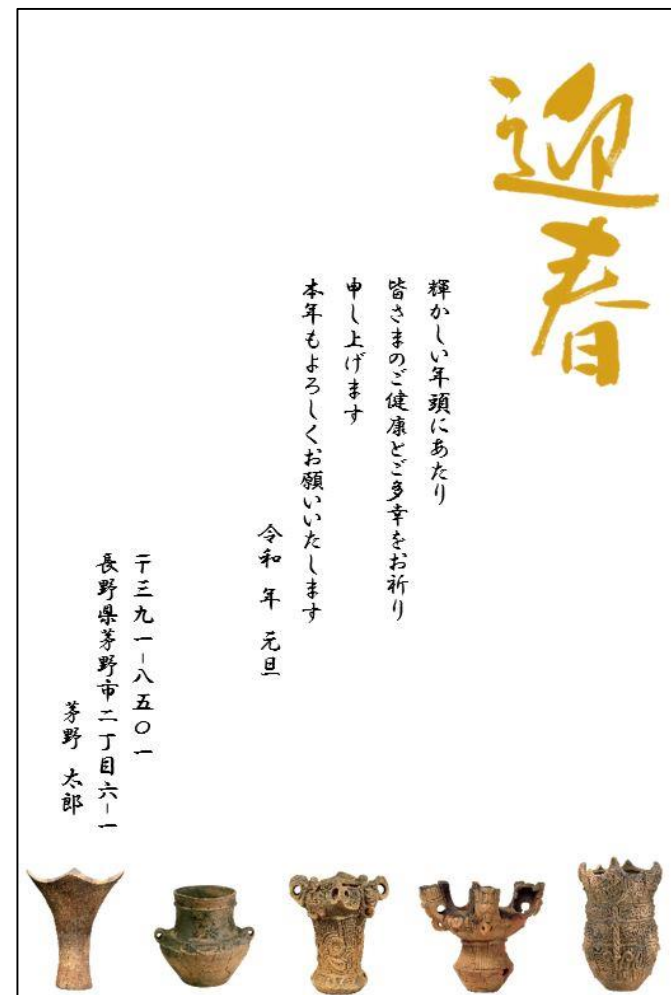 迎春
輝かしい年頭にあたり
皆さまのご健康とご多幸をお祈り
申し上げます
本年もよろしくお願いいたします
令和　年　元旦
〒三九一－八五〇一
長野県茅野市二丁目六－一
茅野　太郎